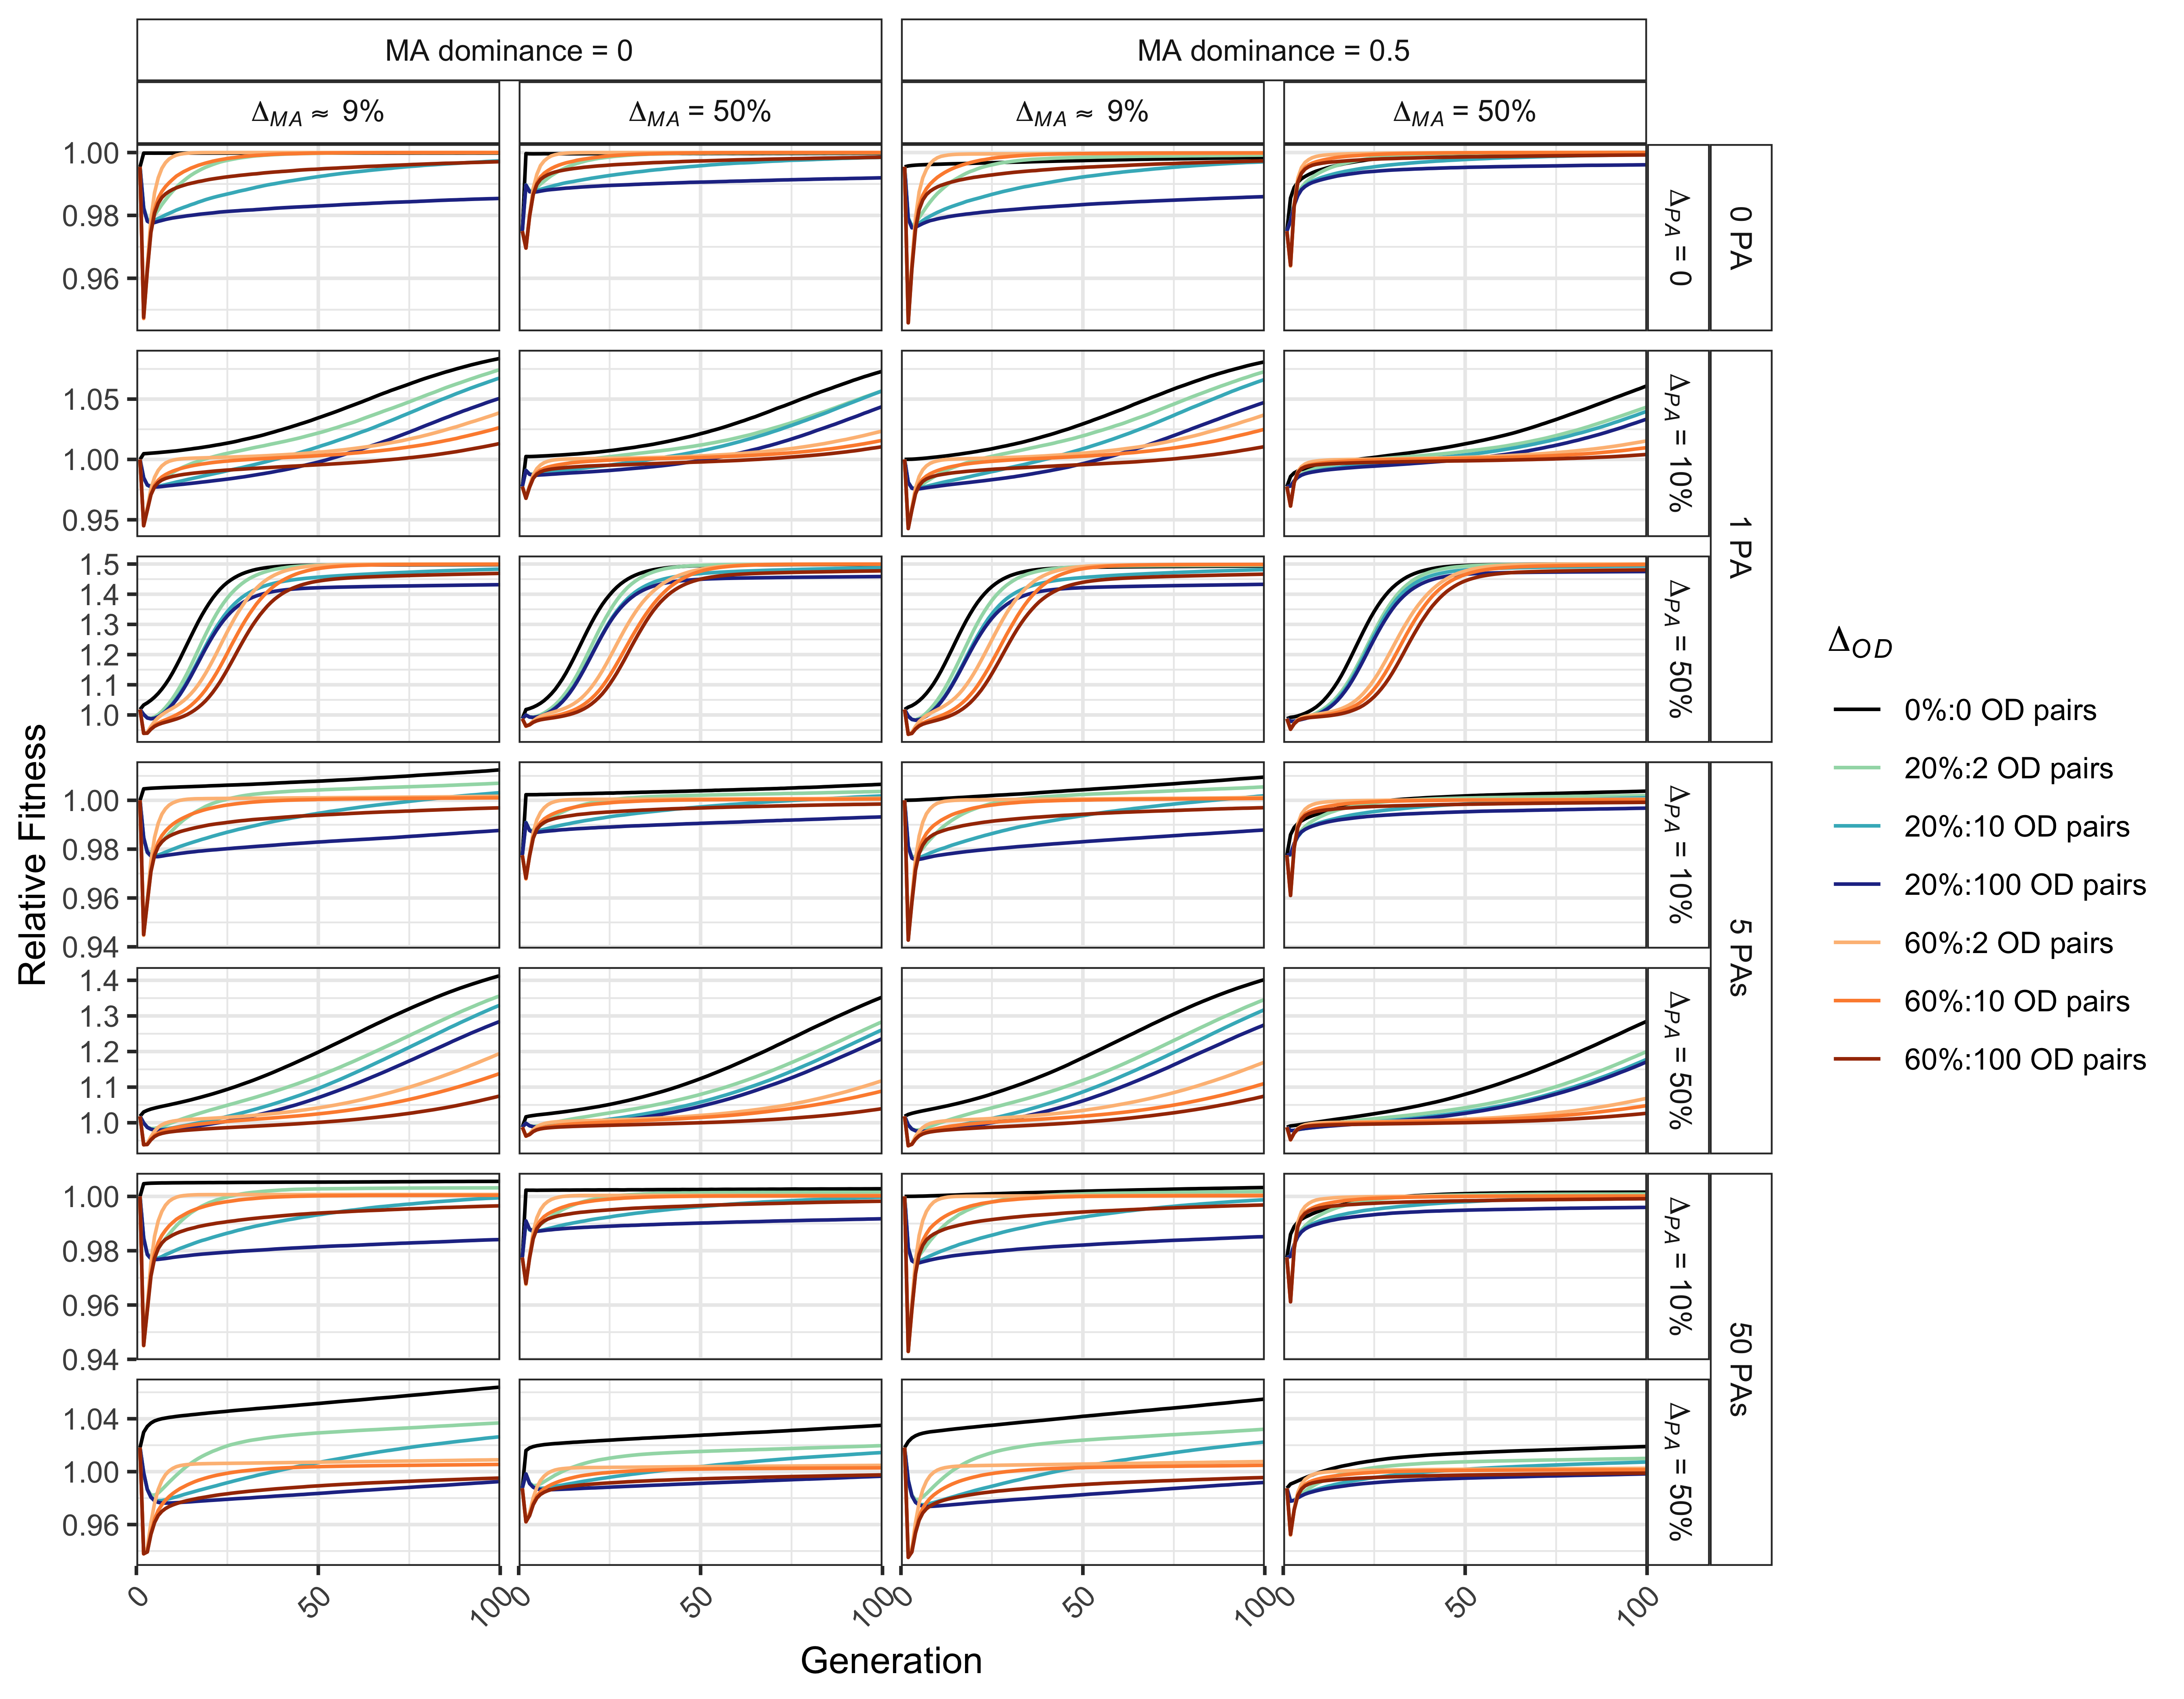 MA dominance = 0
MA dominance = 0.5
Δ_MA ≈ 9%
Δ_MA = 50%
Δ_MA ≈ 9%
Δ_MA = 50%
1.00
0.98
0.96
Δ_PA = 0
0 PA
1.05
1.00
0.95
Δ_PA = 10%
1 PA
1.5
1.4
1.3
1.2
1.1
1.0
Δ_PA = 50%
1.00
0.98
0.96
0.94
Δ_PA = 10%
5 PAs
1.4
1.3
1.2
1.1
1.0
Δ_PA = 50%
1.00
0.98
0.96
0.94
Δ_PA = 10%
50 PAs
1.04
1.00
0.96
Δ_PA = 50%
0 50 100
0 50 100
0 50 100
0 50 100
Generation
Relative Fitness
Δ_OD
0%:0 OD pairs
20%:2 OD pairs
20%:10 OD pairs
20%:100 OD pairs
60%:2 OD pairs
60%:10 OD pairs
60%:100 OD pairs